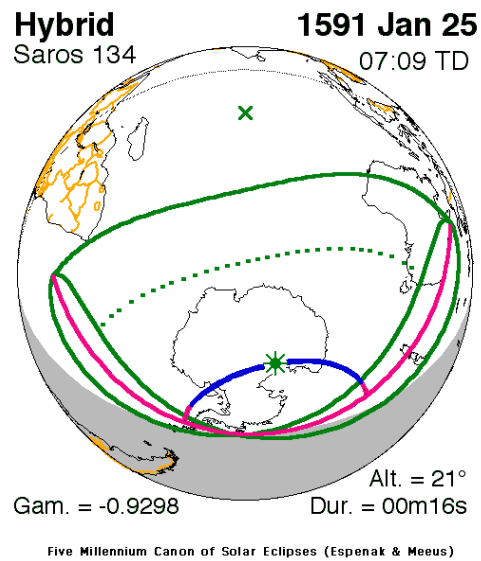 Hybrid
1591 Jan 25
Saros 134
07:09 TD
Alt. = 21°
Gam. = -0.9298
Dur. = 00m16s
Five Millennium Canon of Solar Eclipses (Espenak & Meeus)